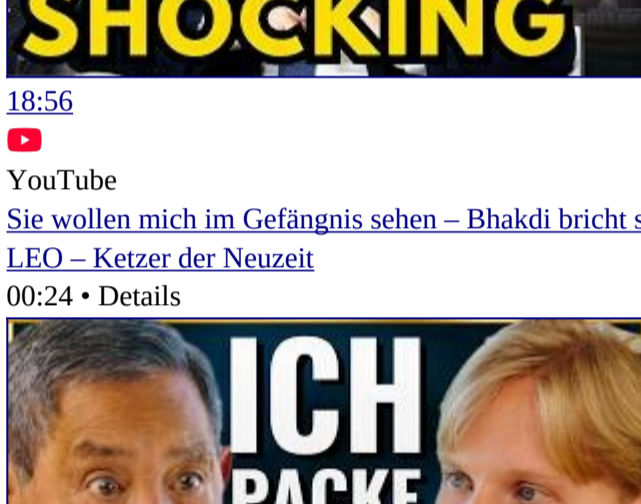 SHOCKING
18:56
YouTube
Sie wollen mich im Gefängnis sehen – Bhakdi bricht
LEO – Ketzer der Neuzeit
00:24 • Details
ICH
PACKE